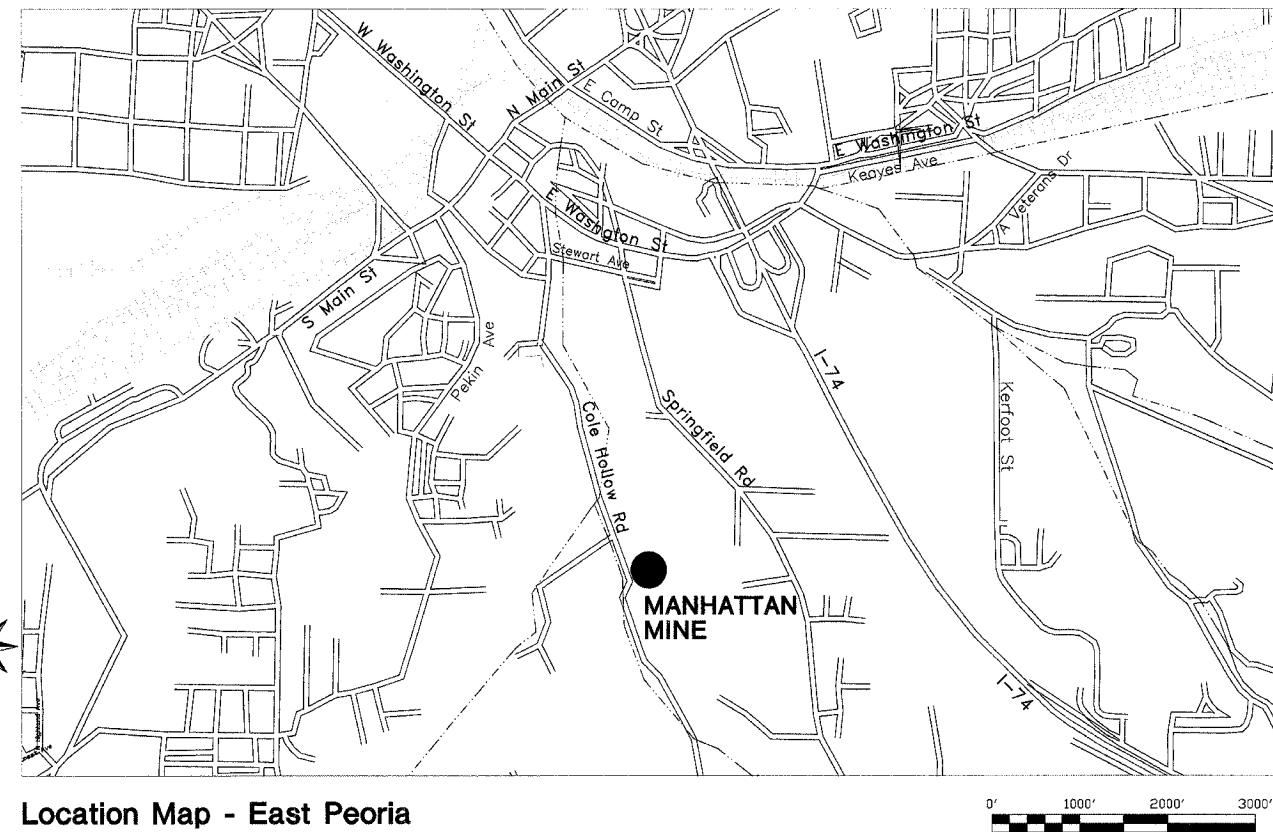 W Washington St
N Main St
E Camp St
E Washington St
Keayes Ave
A Veterans Dr
E Washgton St
Stewart Ave
S Main St
Pekin Ave
I-74
Kerfoot St
Cole Hollow Rd
Springfield Rd
MANHATTAN
MINE
I-74
Location Map - East Peoria
0' 1000' 2000' 3000'